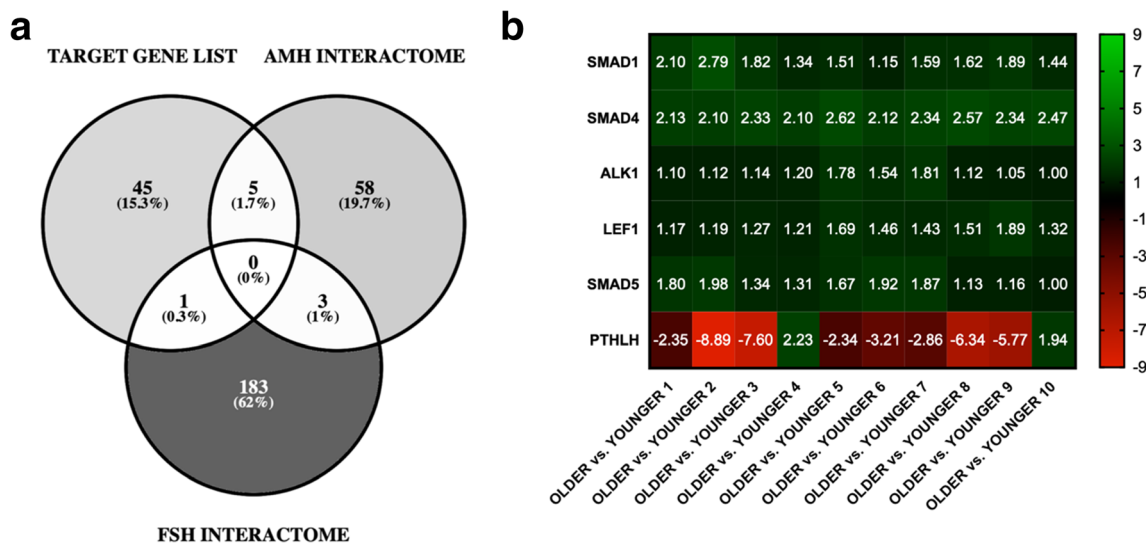 a
TARGET GENE LIST AMH INTERACTOME
45
(15.3%)
5
(1.7%)
58
(19.7%)
0
(0%)
1
(0.3%)
3
(1%)
183
(62%)
FSH INTERACTOME
b
SMAD1 2.10 2.79 1.82 1.34 1.51 1.15 1.59 1.62 1.89 1.44
SMAD4 2.13 2.10 2.33 2.10 2.62 2.12 2.34 2.57 2.34 2.47
ALK1 1.10 1.12 1.14 1.20 1.78 1.54 1.81 1.12 1.05 1.00
LEF1 1.17 1.19 1.27 1.21 1.69 1.46 1.43 1.51 1.89 1.32
SMAD5 1.80 1.98 1.34 1.31 1.67 1.92 1.87 1.13 1.16 1.00
PTHLH -2.35 -8.89 -7.60 2.23 -2.34 -3.21 -2.86 -6.34 -5.77 1.94
OLDER vs. YOUNGER 1
OLDER vs. YOUNGER 2
OLDER vs. YOUNGER 3
OLDER vs. YOUNGER 4
OLDER vs. YOUNGER 5
OLDER vs. YOUNGER 6
OLDER vs. YOUNGER 7
OLDER vs. YOUNGER 8
OLDER vs. YOUNGER 9
OLDER vs. YOUNGER 10
9
7
5
3
1
-1
-3
-5
-7
-9